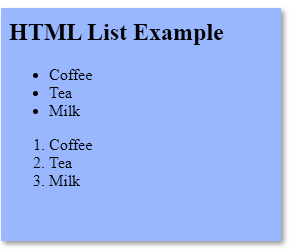 HTML List Example
• Coffee
• Tea
• Milk
1. Coffee
2. Tea
3. Milk